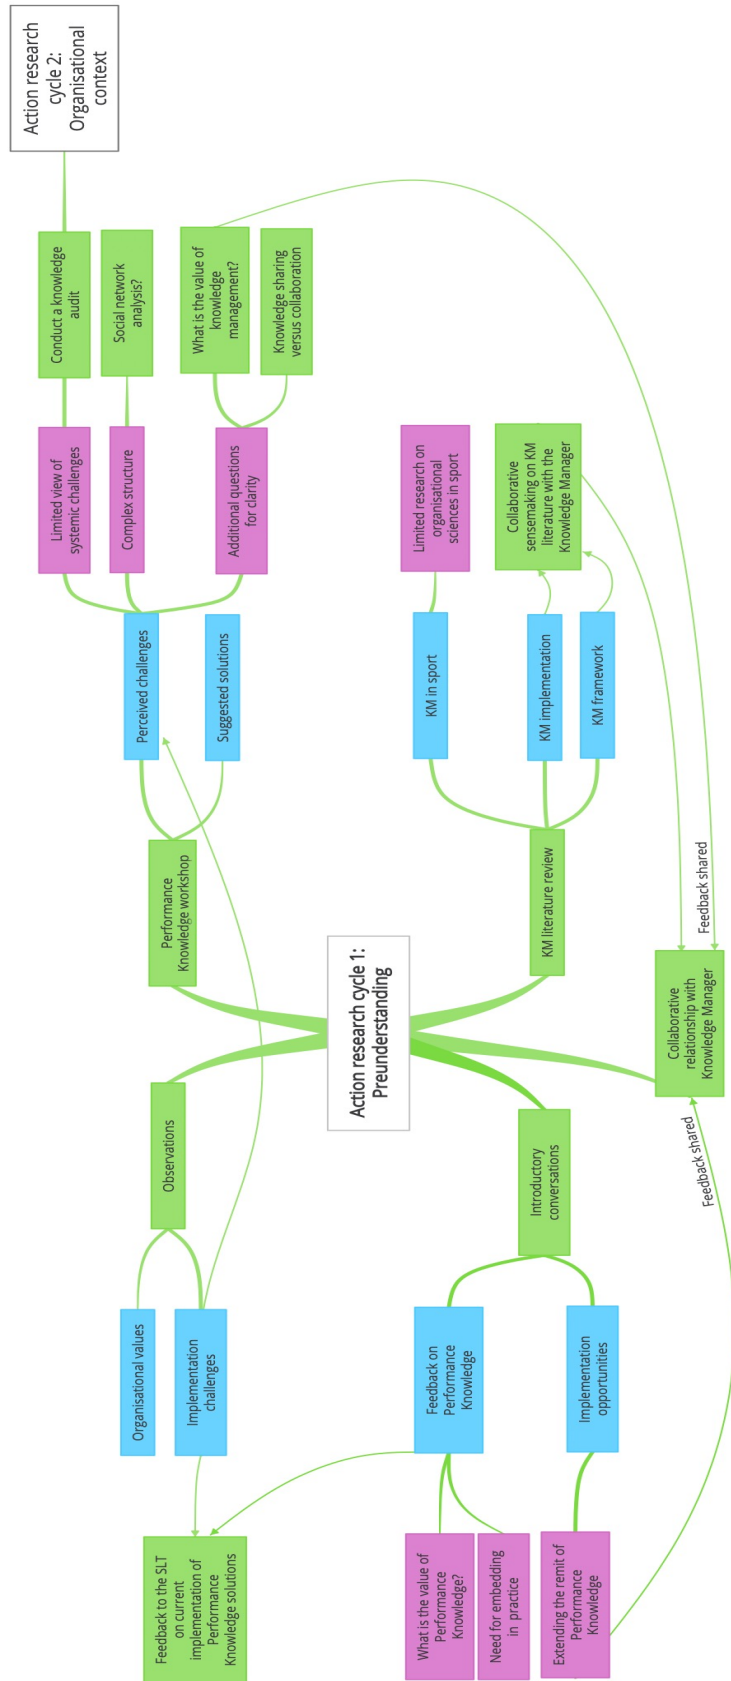 Action research
cycle 2:
Organisational
context
Conduct a knowledge
audit
Social network
analysis?
What is the value of
knowledge
management?
Knowledge sharing
versus collaboration
Limited view of
systemic challenges
Complex structure
Additional questions
for clarity
Perceived challenges
Suggested solutions
Performance
Knowledge workshop
Limited research on
organisational
sciences in sport
Collaborative
sensemaking on KM
literature with the
Knowledge Manager
KM in sport
KM implementation
KM framework
KM literature review
Action research cycle 1:
Preunderstanding
Feedback shared
Collaborative
relationship with
Knowledge Manager
Feedback shared
Observations
Organisational values
Implementation
challenges
Feedback to the SLT
on current
implementation of
Performance
Knowledge solutions
Introductory
conversations
Feedback on
Performance
Knowledge
Implementation
opportunities
What is the value of
Performance
Knowledge?
Need for embedding
in practice
Extending the remit of
Performance
Knowledge